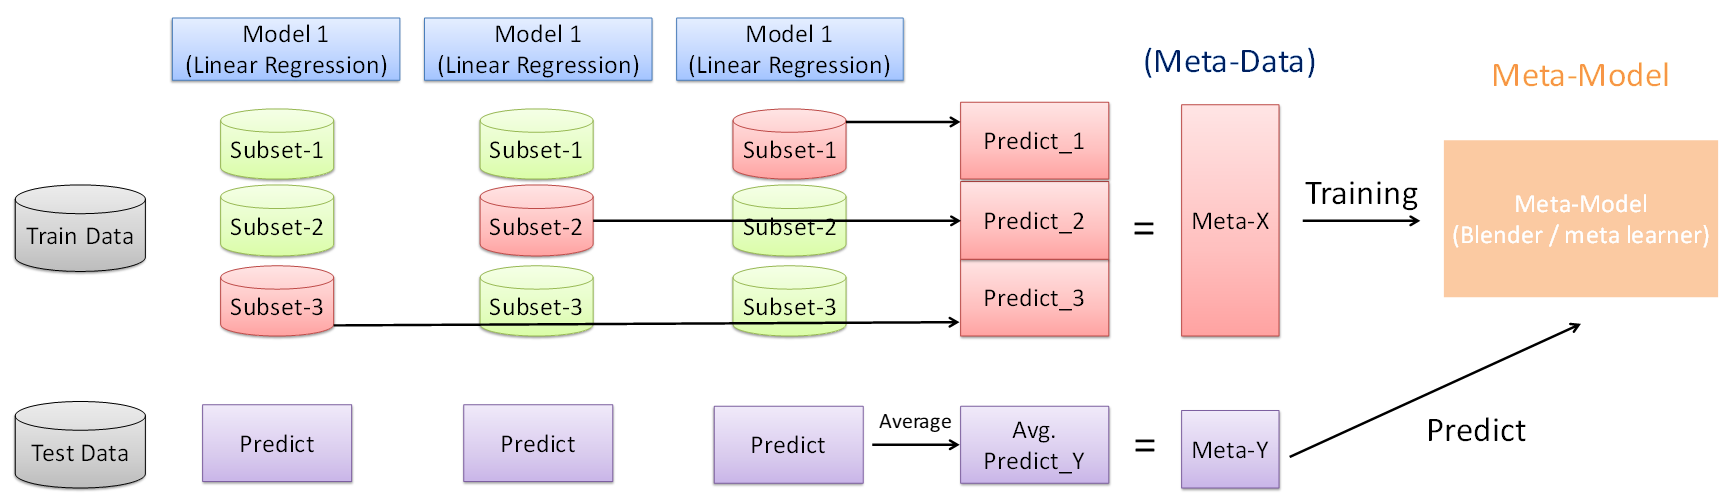 Model 1
(Linear Regression)
Model 1
(Linear Regression)
Model 1
(Linear Regression)
(Meta-Data)
Meta-Model
Train Data
Subset-1
Subset-2
Subset-3
Subset-1
Subset-2
Subset-3
Subset-1
Subset-2
Subset-3
Predict_1
Predict_2
Predict_3
=
Meta-X
Training
Meta-Model
(Blender / meta learner)
Test Data
Predict
Predict
Predict
Average
Avg.
Predict_Y
=
Meta-Y
Predict